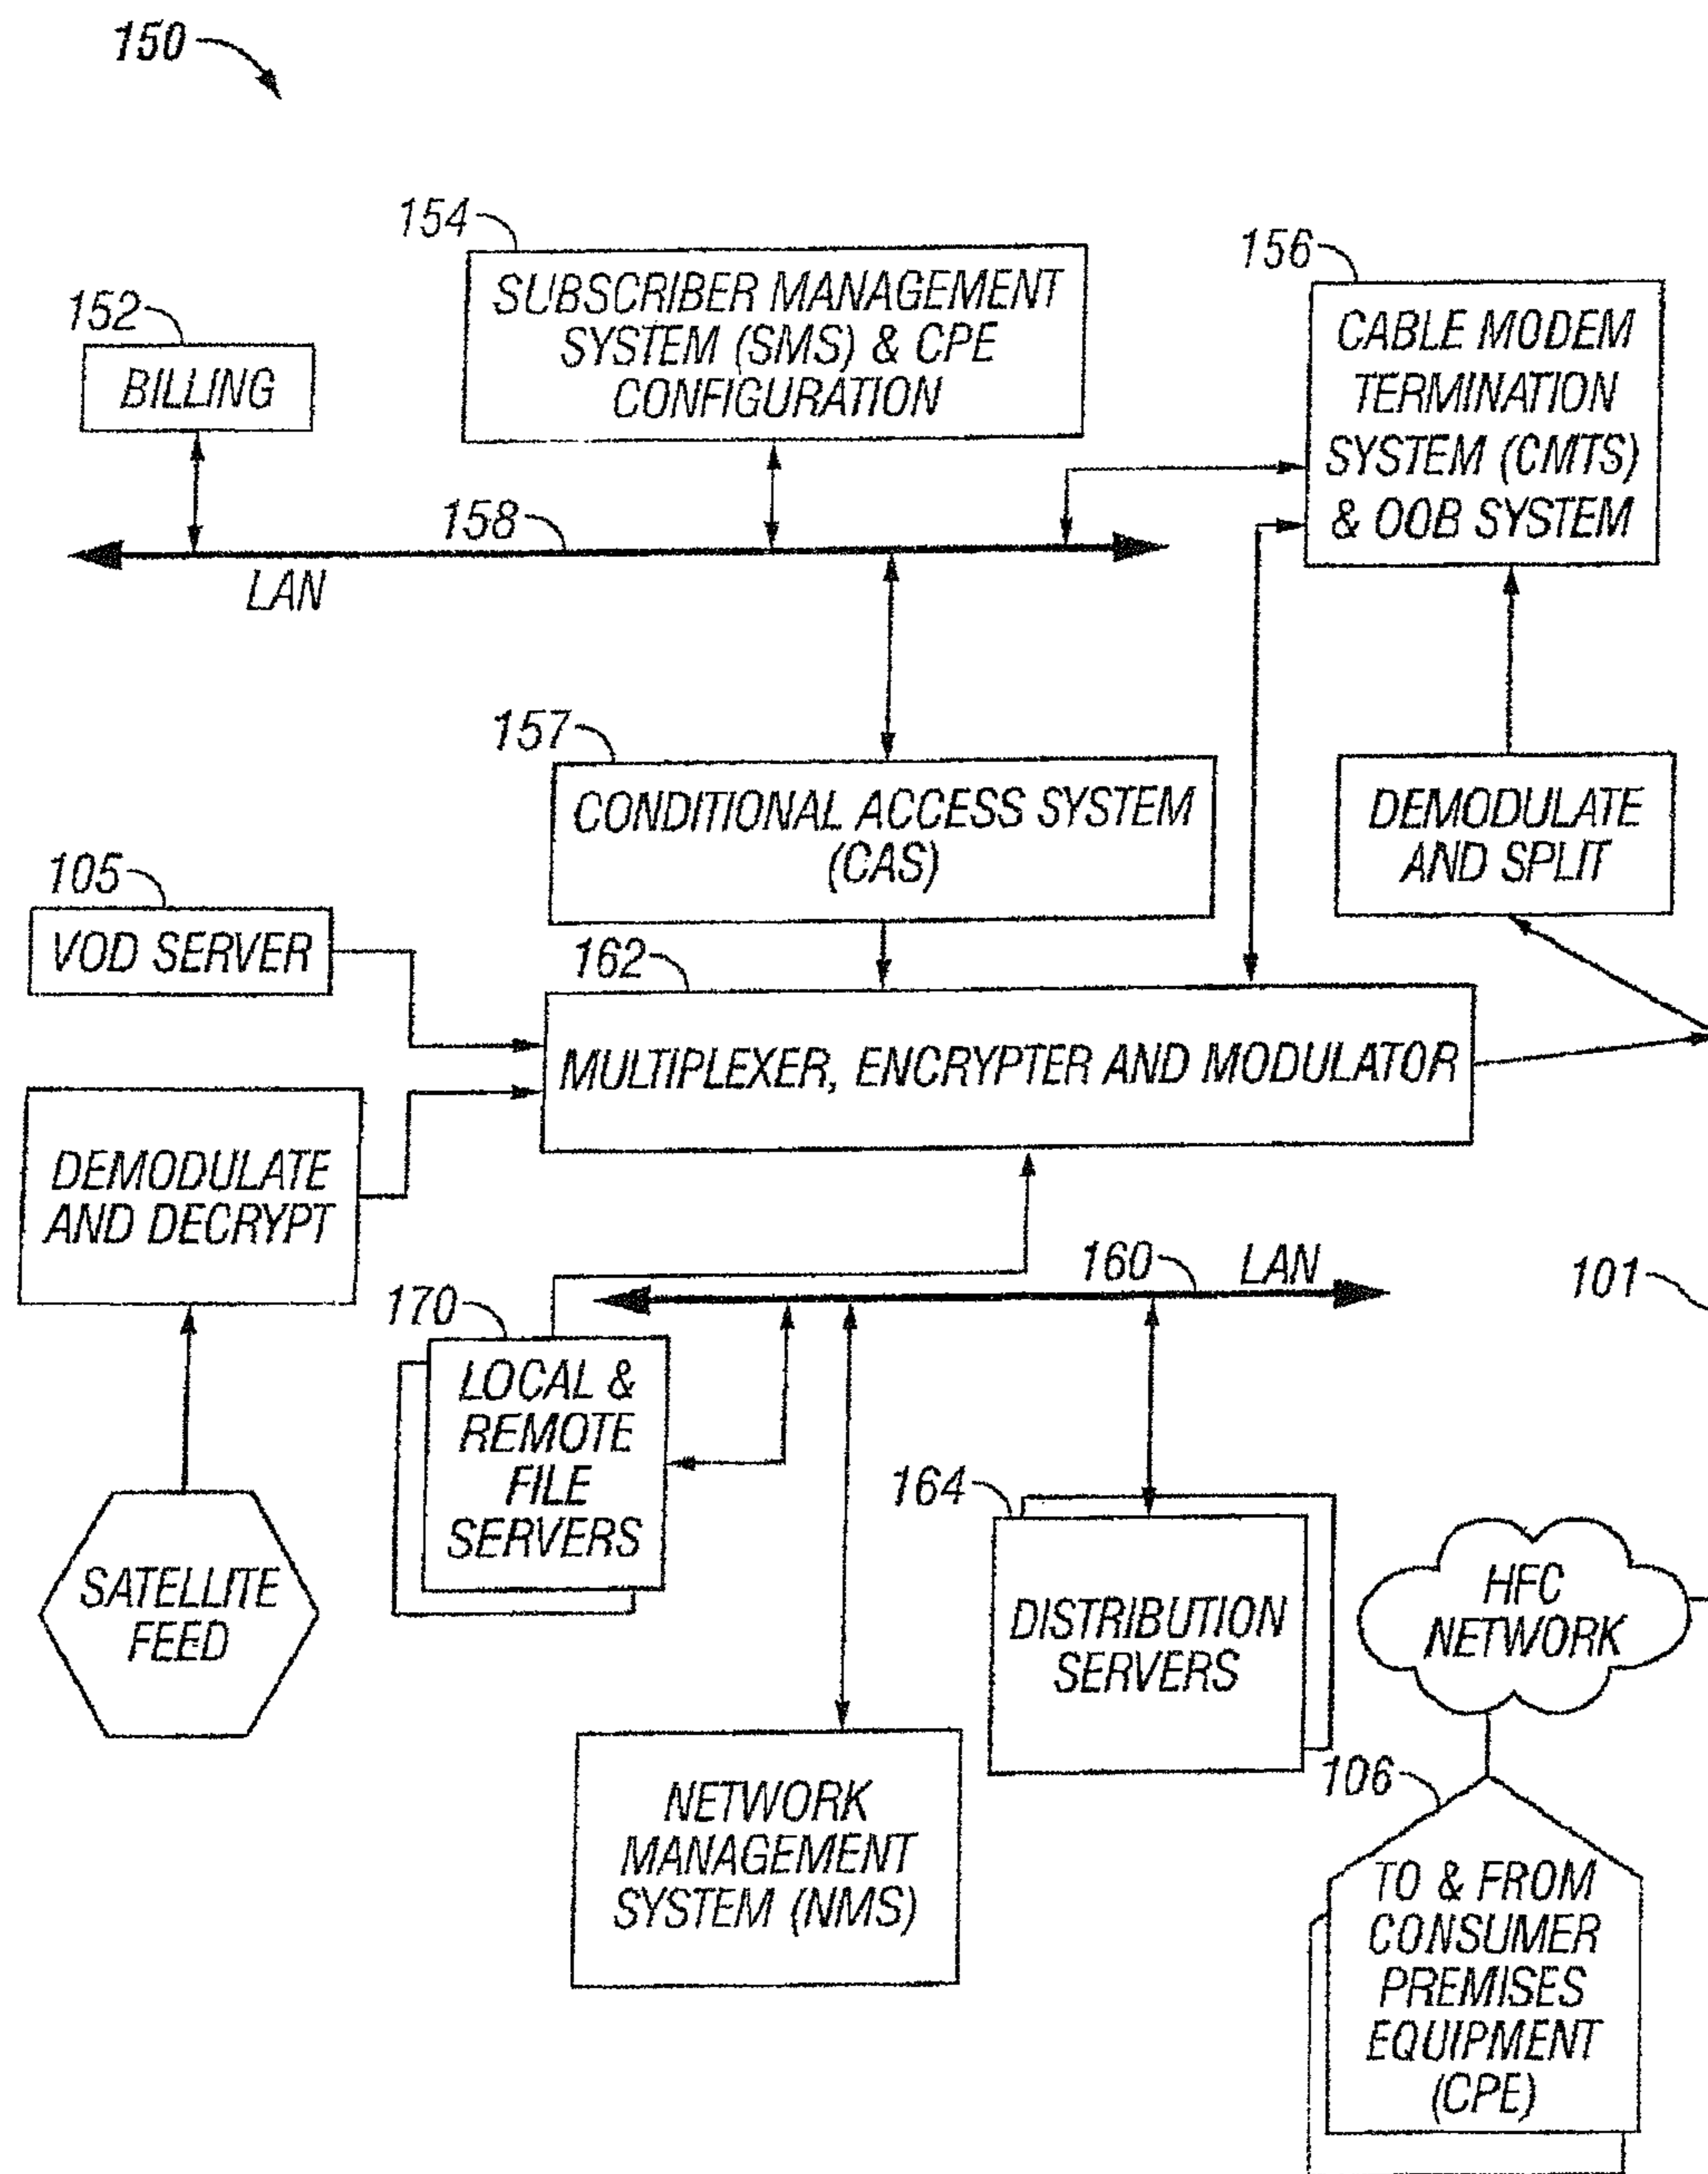 150
154
SUBSCRIBER MANAGEMENT
SYSTEM (SMS) & CPE
CONFIGURATION
156
CABLE MODEM
TERMINATION
SYSTEM (CMTS)
& OOB SYSTEM
152
BILLING
158
LAN
157
CONDITIONAL ACCESS SYSTEM
(CAS)
DEMODULATE
AND SPLIT
105
VOD SERVER
162
MULTIPLEXER, ENCRYPTER AND MODULATOR
DEMODULATE
AND DECRYPT
160
LAN
101
170
LOCAL &
REMOTE
FILE
SERVERS
164
DISTRIBUTION
SERVERS
SATELLITE
FEED
HFC
NETWORK
NETWORK
MANAGEMENT
SYSTEM (NMS)
106
TO & FROM
CONSUMER
PREMISES
EQUIPMENT
(CPE)